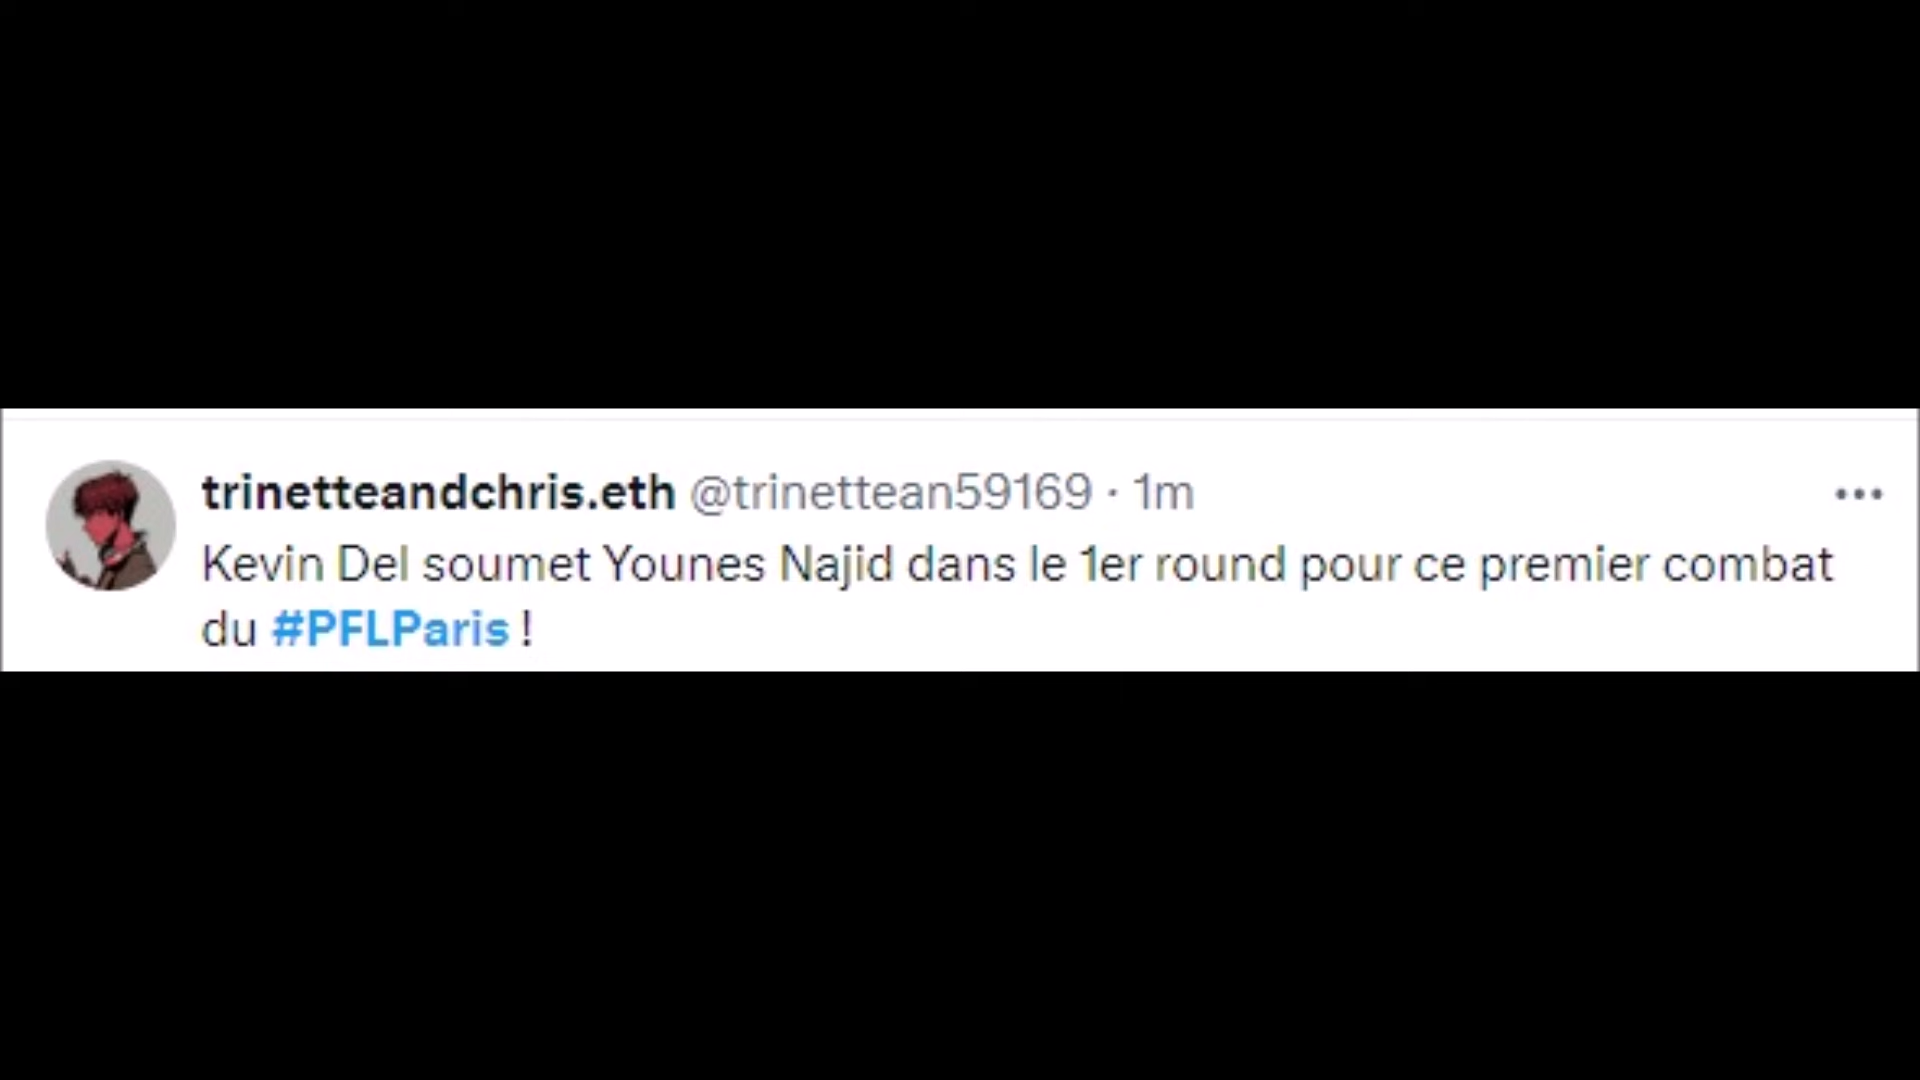 trinetteandchris.eth @trinettean59169 · 1m
Kevin Del soumet Younes Najid dans le 1er round pour ce premier combat
du #PFLParis !